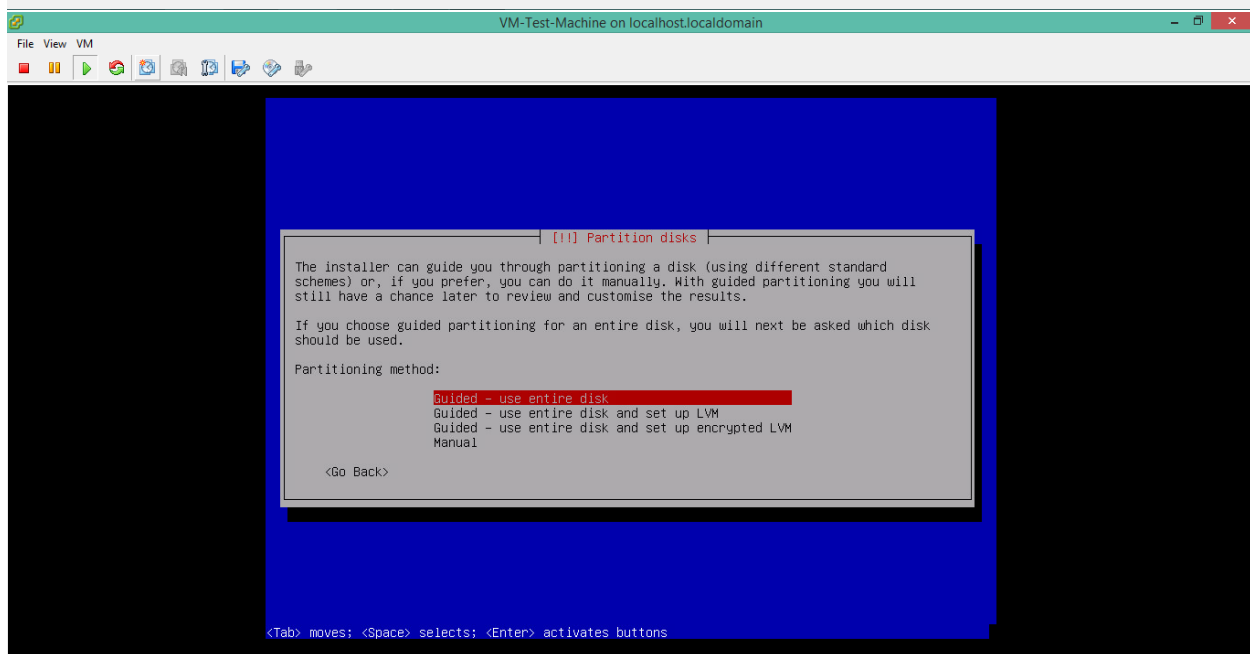 VM-Test-Machine on localhost.localdomain
File View VM
[!!] Partition disks
The installer can guide you through partitioning a disk (using different standard
schemes) or, if you prefer, you can do it manually. With guided partitioning you will
still have a chance later to review and customise the results.
If you choose guided partitioning for an entire disk, you will next be asked which disk
should be used.
Partitioning method:
Guided - use entire disk
Guided - use entire disk and set up LVM
Guided - use entire disk and set up encrypted LVM
Manual
<Go Back>
<Tab> moves; <Space> selects; <Enter> activates buttons